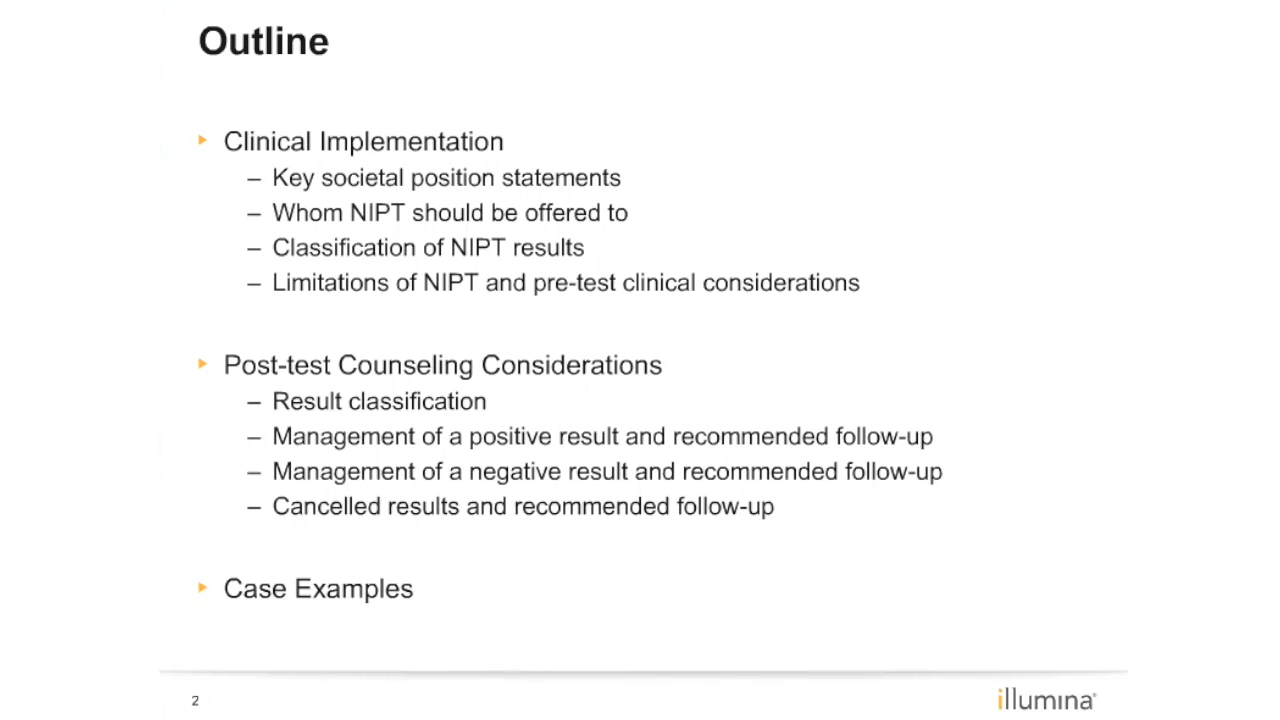 Outline
Clinical Implementation
– Key societal position statements
– Whom NIPT should be offered to
– Classification of NIPT results
– Limitations of NIPT and pre-test clinical considerations
Post-test Counseling Considerations
– Result classification
– Management of a positive result and recommended follow-up
– Management of a negative result and recommended follow-up
– Cancelled results and recommended follow-up
Case Examples
2
illumına®